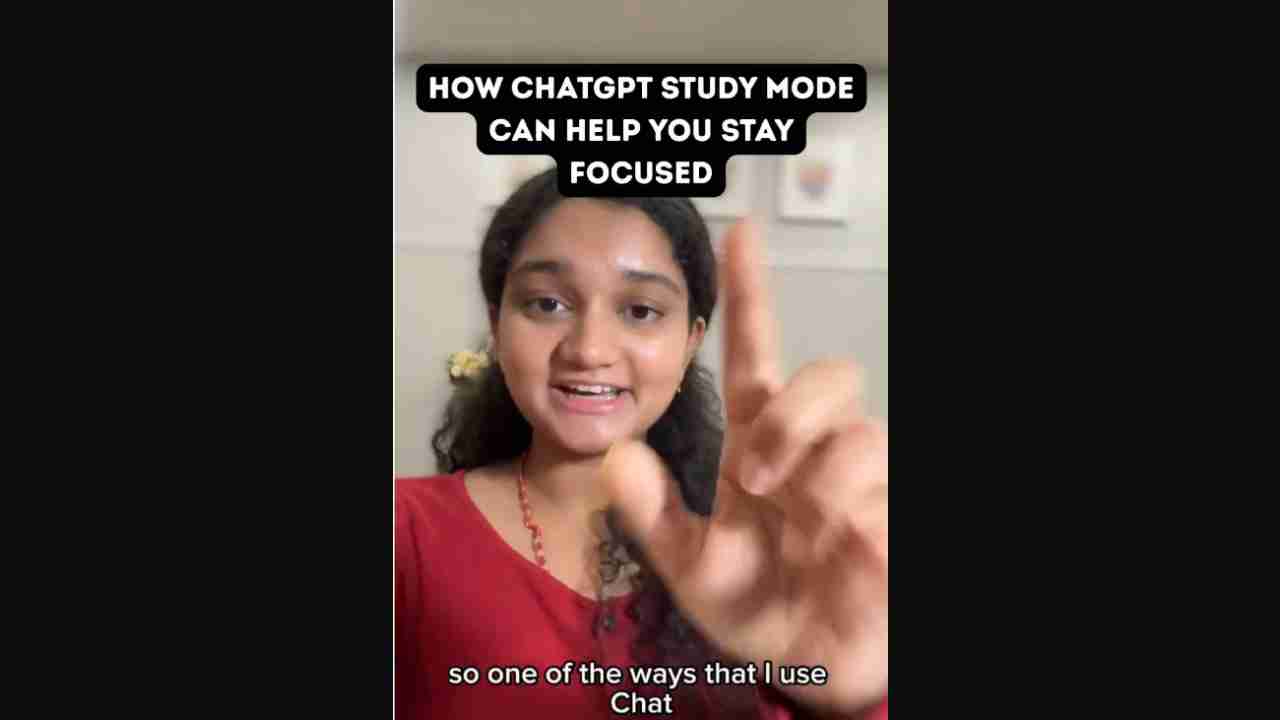 HOW CHATGPT STUDY MODE
CAN HELP YOU STAY
FOCUSED
so one of the ways that I use
Chat